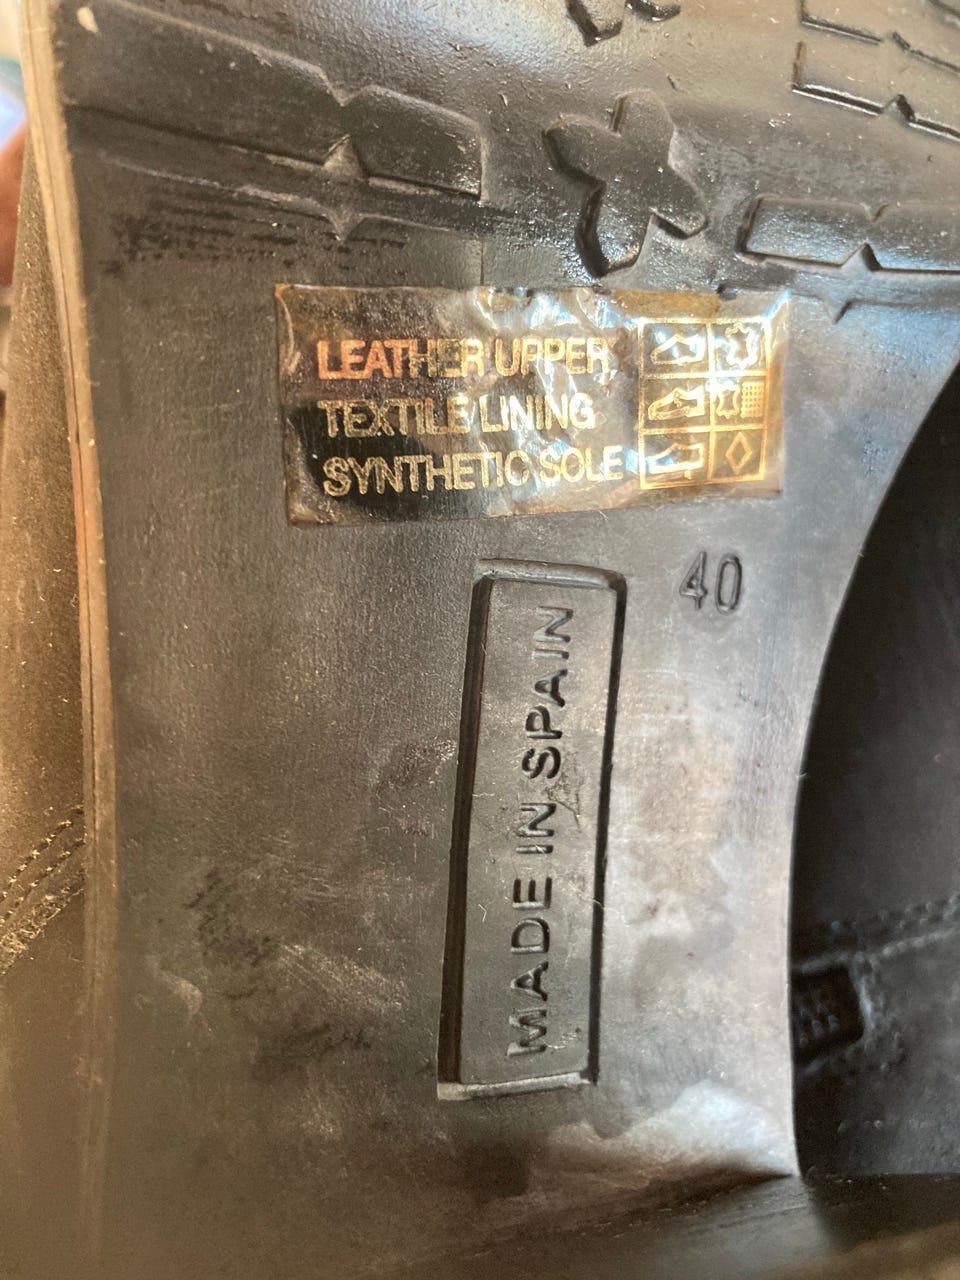 LEATHER UPPER
TEXTILE LINING
SYNTHETIC SOLE
40
MADE IN SPAIN